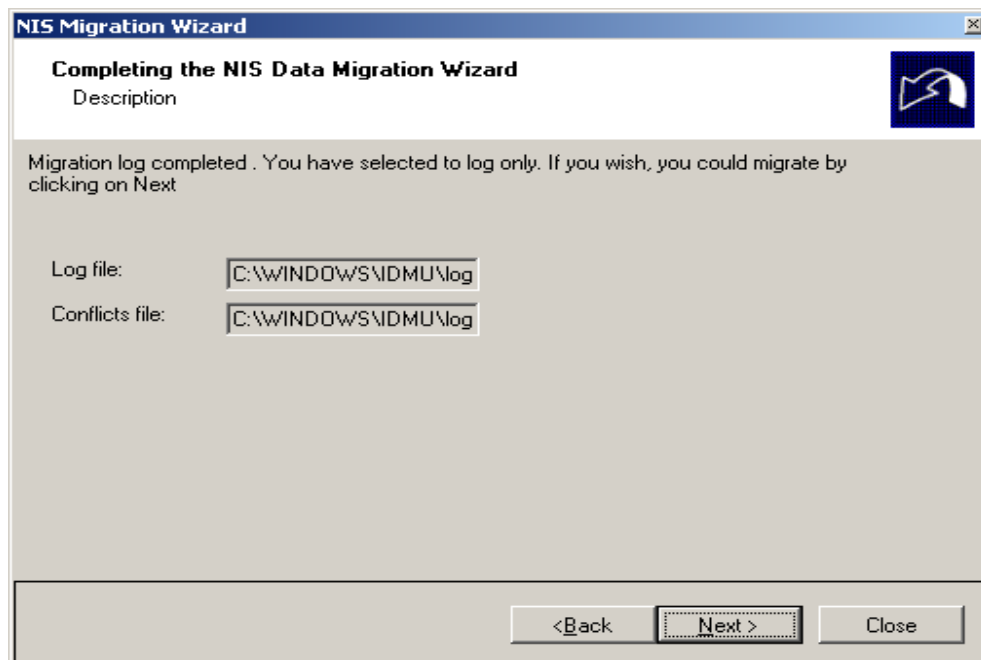 NIS Migration Wizard
Completing the NIS Data Migration Wizard
Description
Migration log completed . You have selected to log only. If you wish, you could migrate by
clicking on Next
Log file: C:\WINDOWS\IDMU\log
Conflicts file: C:\WINDOWS\IDMU\log
<Back Next > Close